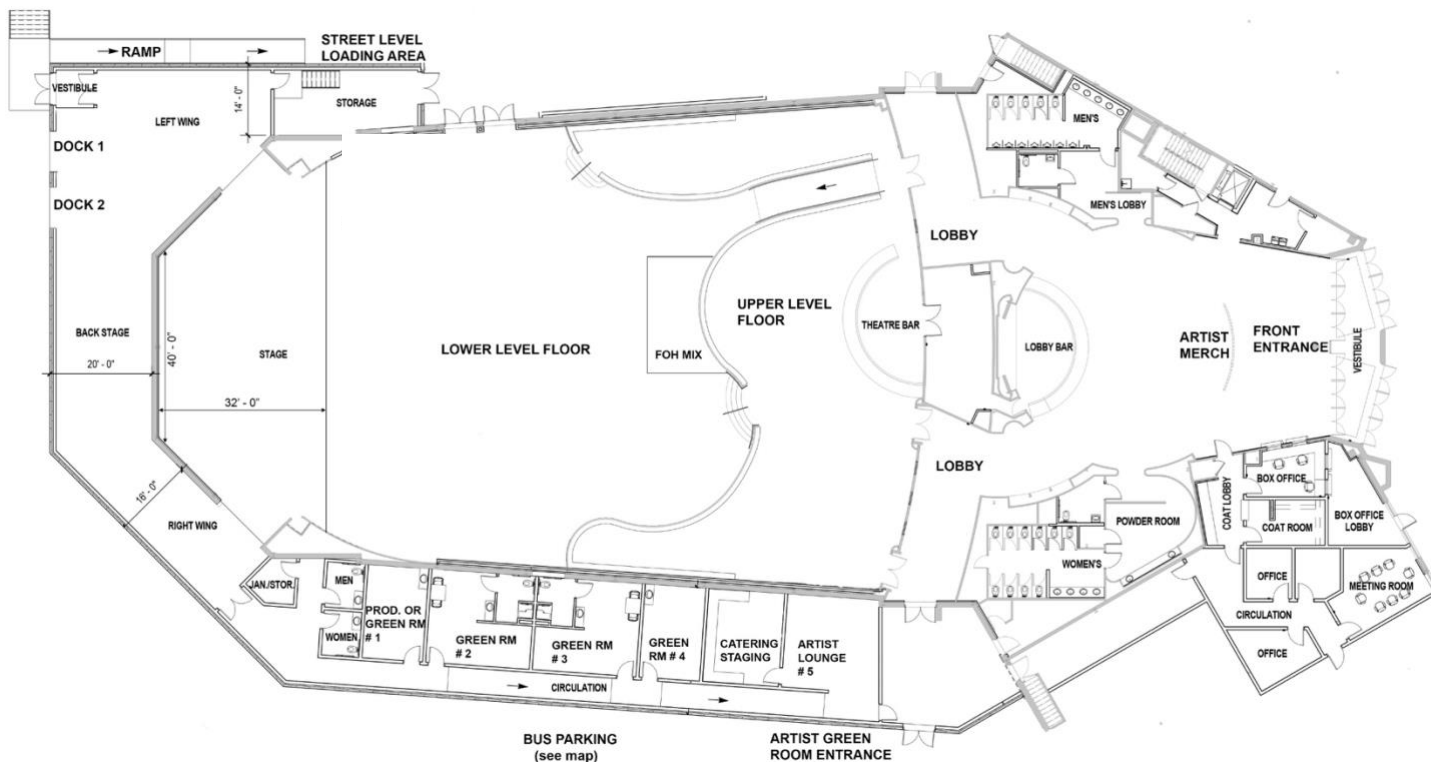 RAMP
STREET LEVEL
LOADING AREA
VESTIBULE
LEFT WING
14' - 0"
STORAGE
DOCK 1
DOCK 2
BACK STAGE
20' - 0"
40' - 0"
STAGE
32' - 0"
16' - 0"
RIGHT WING
LOWER LEVEL FLOOR
FOH MIX
UPPER LEVEL
FLOOR
THEATRE BAR
LOBBY
LOBBY BAR
LOBBY
MEN'S
MEN'S LOBBY
ARTIST
MERCH
FRONT
ENTRANCE
VESTIBULE
POWDER ROOM
WOMEN'S
COAT LOBBY
BOX OFFICE
COAT ROOM
BOX OFFICE
LOBBY
OFFICE
MEETING ROOM
CIRCULATION
OFFICE
JAN./STOR.
MEN
WOMEN
PROD. OR
GREEN RM
# 1
GREEN RM
# 2
GREEN RM
# 3
GREEN
RM # 4
CATERING
STAGING
ARTIST
LOUNGE
# 5
CIRCULATION
BUS PARKING
(see map)
ARTIST GREEN
ROOM ENTRANCE